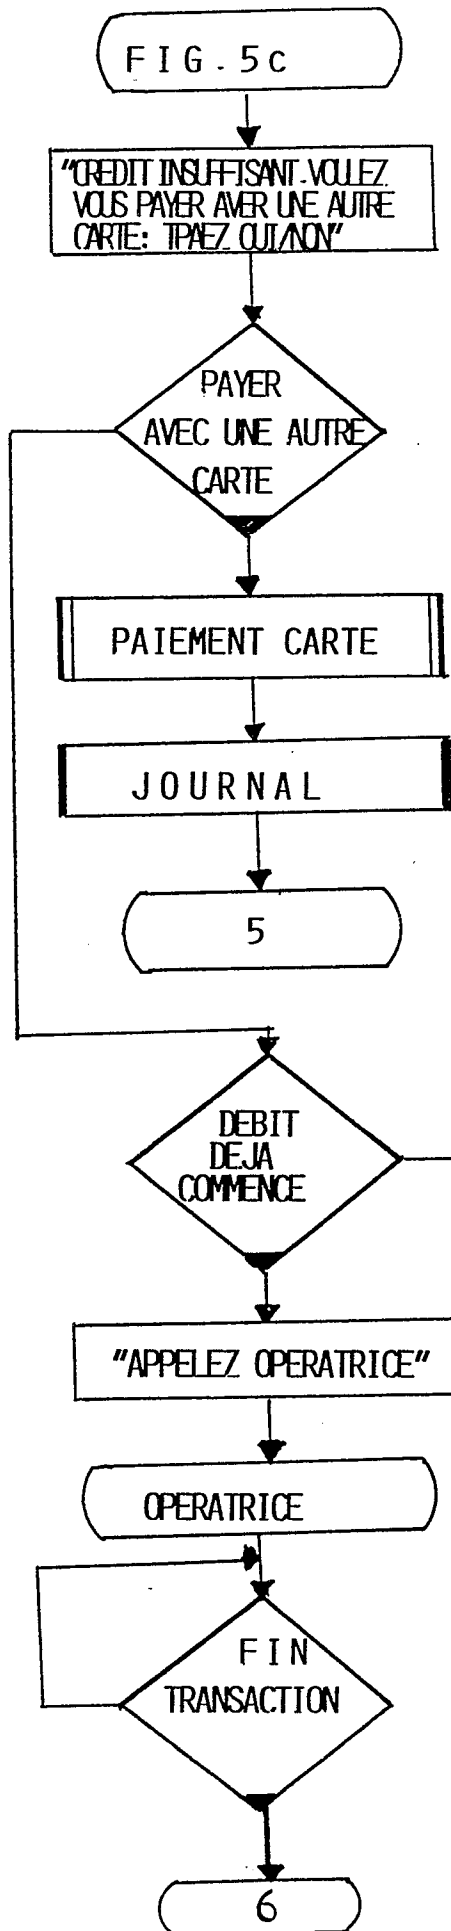 FIG.5c
"CREDIT INSUFFISANT-VOULEZ
VOUS PAYER AVER UNE AUTRE
CARTE: TPAEZ OUI/NON"
PAYER
AVEC UNE AUTRE
CARTE
PAIEMENT CARTE
JOURNAL
5
DEBIT
DEJA
COMMENCE
"APPELEZ OPERATRICE"
OPERATRICE
FIN
TRANSACTION
6